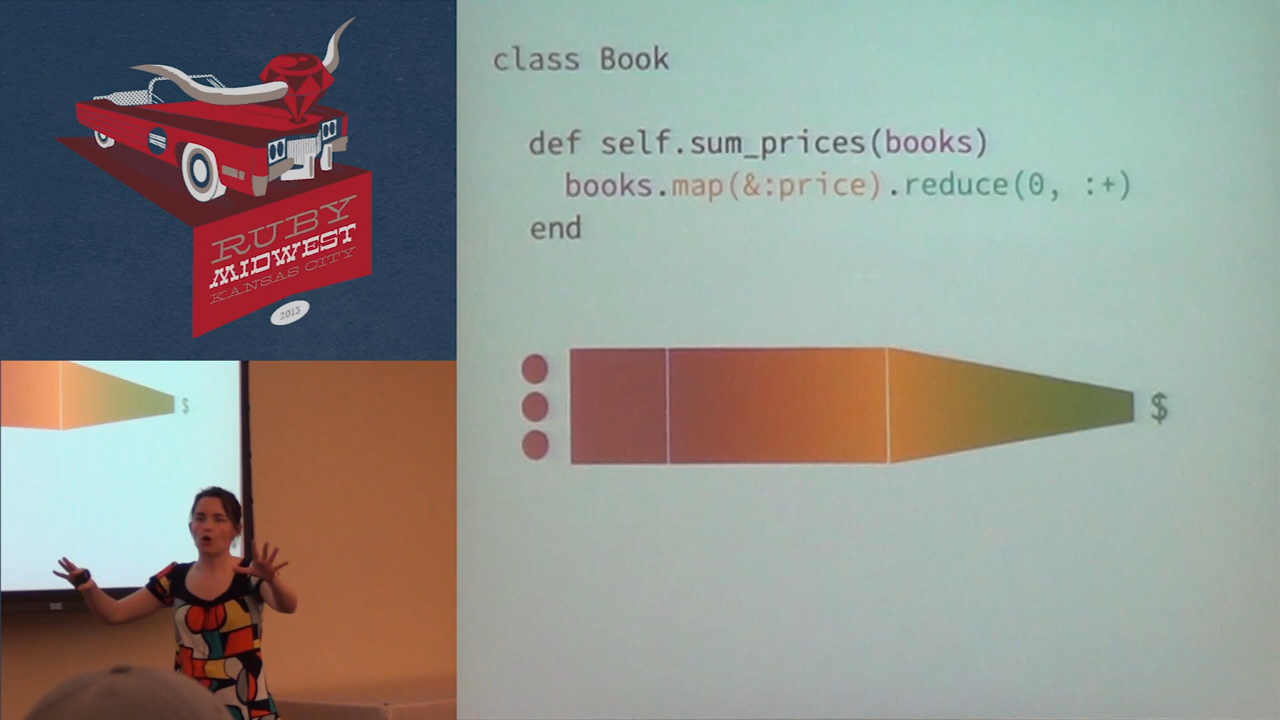 RUBY
MIDWEST
KANSAS CITY
2013
$
class Book
def self.sum_prices(books)
books.map(&:price).reduce(0, :+)
end
$